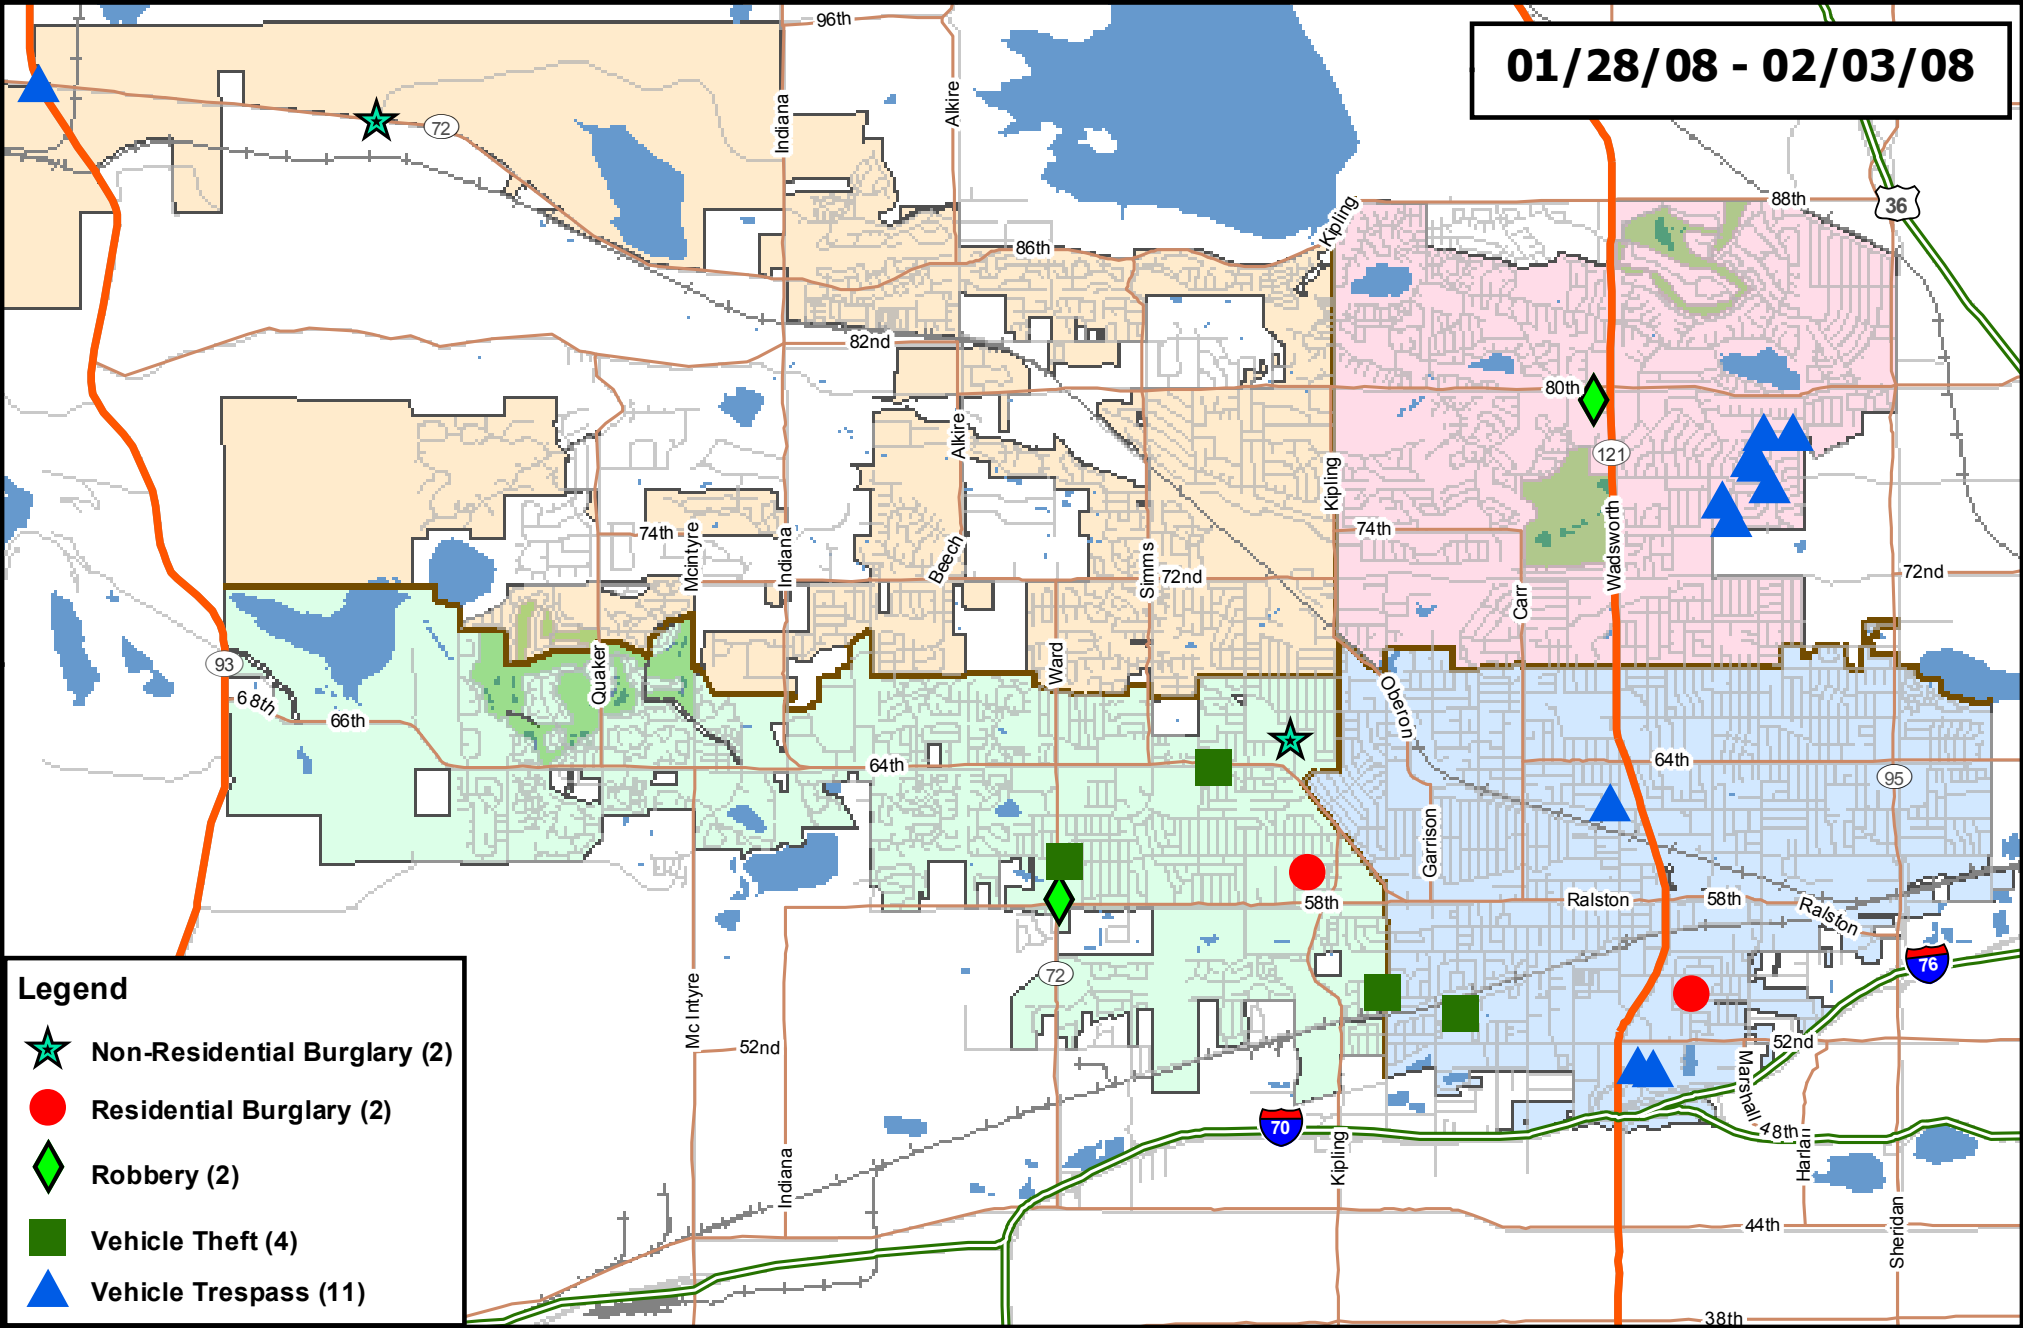 96th
01/28/08 - 02/03/08
Indiana
Alkire
72
88th
36
Kipling
86th
82nd
80th
Alkire
121
Kipling
Wadsworth
74th
74th
Mcintyre
Indiana
Beech
Simms
72nd
72nd
Carr
93
Quaker
Ward
68th
66th
Oberon
64th
64th
95
Garrison
58th
Ralston
58th
Ralston
72
76
Mc Intyre
52nd
52nd
Marshall
70
48th
Harlan
Kipling
Indiana
44th
Sheridan
38th
Legend
Non-Residential Burglary (2)
Residential Burglary (2)
Robbery (2)
Vehicle Theft (4)
Vehicle Trespass (11)